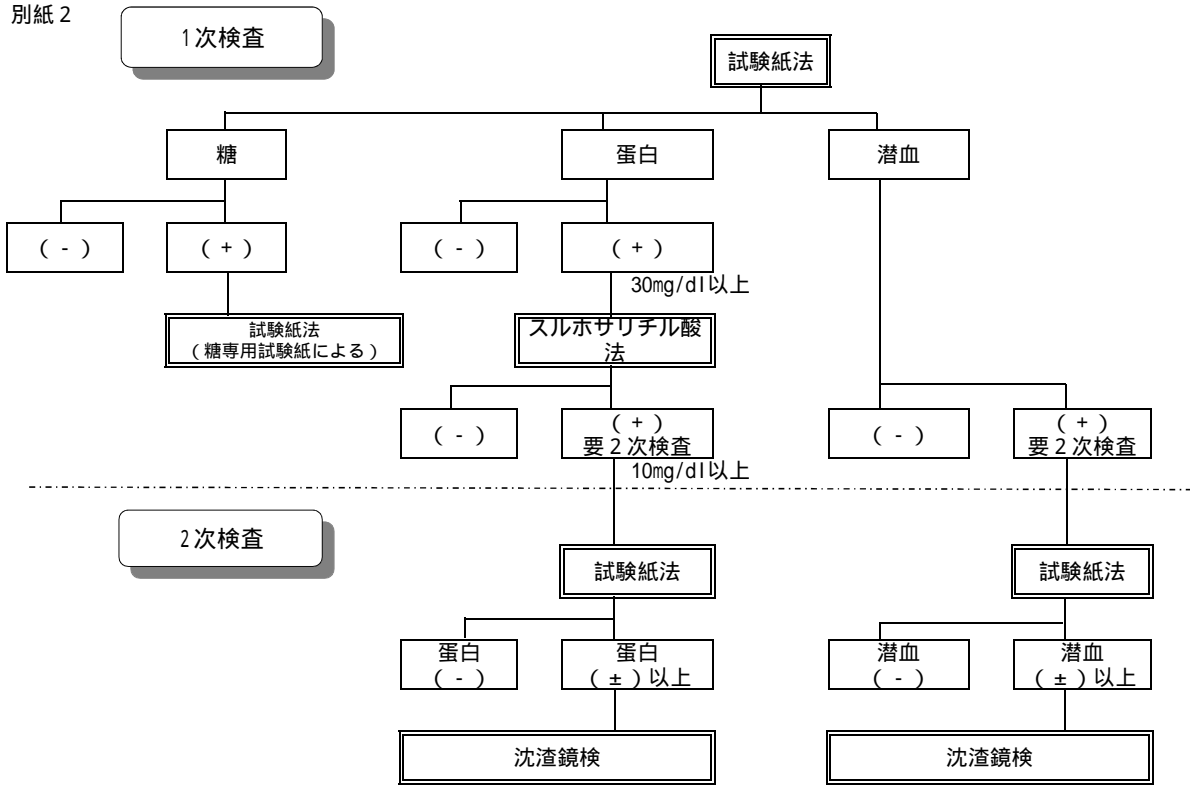 別紙2
1次検査
試験紙法
糖
蛋白
潜血
(-)
(+)
(-)
(+)
30mg/dl以上
試験紙法
(糖専用試験紙による)
スルホサリチル酸
法
(-)
(+)
要2次検査
(-)
(+)
要2次検査
10mg/dl以上
2次検査
試験紙法
試験紙法
蛋白
(-)
蛋白
(±)以上
潜血
(-)
潜血
(±)以上
沈渣鏡検
沈渣鏡検